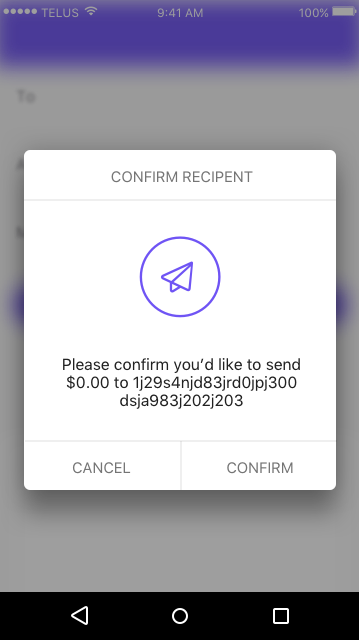 TELUS 9:41 AM 100%
To
CONFIRM RECIPENT
Please confirm you’d like to send
$0.00 to 1j29s4njd83jrd0jpj300
dsja983j202j203
CANCEL CONFIRM